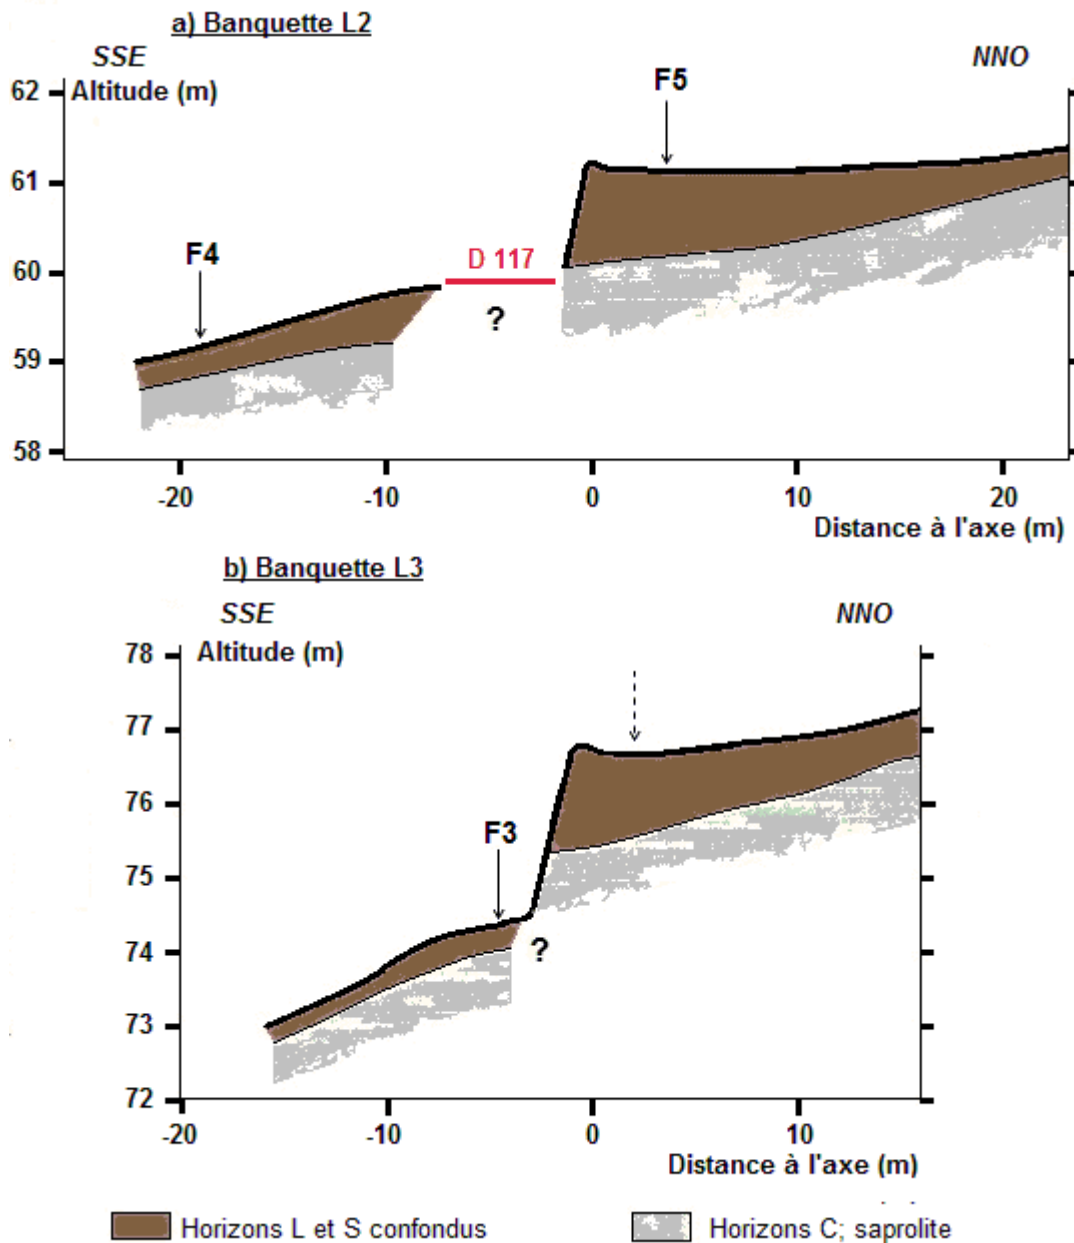 a) Banquette L2
SSE
NNO
Altitude (m)
F5
62
61
F4
D 117
60
?
59
58
-20
-10
0
10
20
Distance à l'axe (m)
b) Banquette L3
SSE
NNO
78
Altitude (m)
77
76
F3
75
?
74
73
72
-20
-10
0
10
Distance à l'axe (m)
Horizons L et S confondus
Horizons C; saprolite